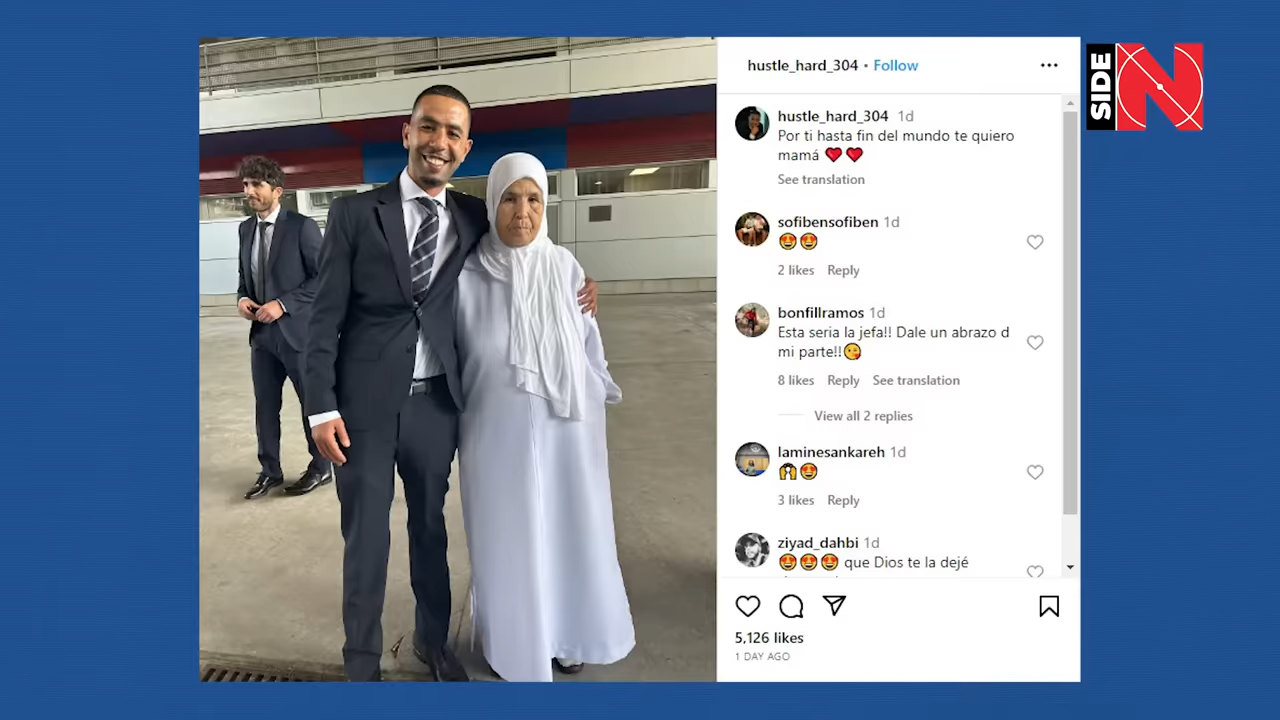 SIDE N
hustle_hard_304 • Follow
hustle_hard_304 1d
Por ti hasta fin del mundo te quiero
mamá ❤️❤️
See translation
sofibensofiben 1d
😍😍
2 likes Reply
bonfillramos 1d
Esta seria la jefa!! Dale un abrazo d
mi parte!!😘
8 likes Reply See translation
View all 2 replies
laminesankareh 1d
🙌😍
3 likes Reply
ziyad_dahbi 1d
😍😍😍 que Dios te la dejé
5,126 likes
1 DAY AGO